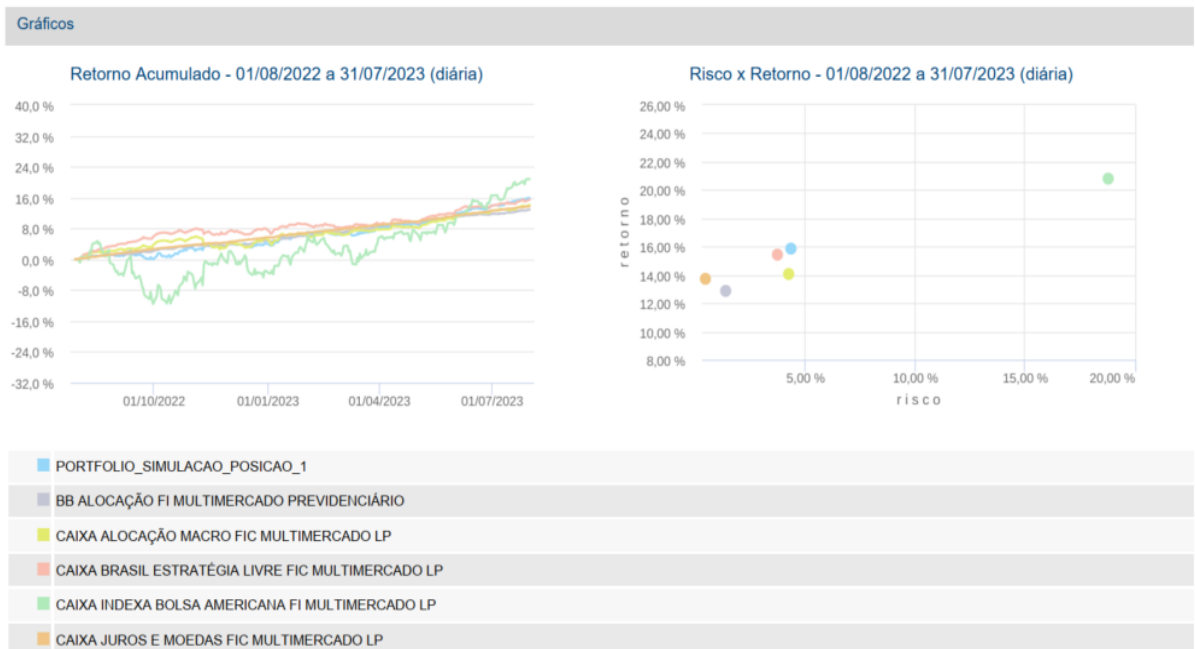 Gráficos
Retorno Acumulado - 01/08/2022 a 31/07/2023 (diária)
40,0 %
32,0 %
24,0 %
16,0 %
8,0 %
0,0 %
-8,0 %
-16,0 %
-24,0 %
-32,0 %
01/10/2022 01/01/2023 01/04/2023 01/07/2023
Risco x Retorno - 01/08/2022 a 31/07/2023 (diária)
retorno
26,00 %
24,00 %
22,00 %
20,00 %
18,00 %
16,00 %
14,00 %
12,00 %
10,00 %
8,00 %
5,00 % 10,00 % 15,00 % 20,00 %
risco
PORTFOLIO_SIMULACAO_POSICAO_1
BB ALOCAÇÃO FI MULTIMERCADO PREVIDENCIÁRIO
CAIXA ALOCAÇÃO MACRO FIC MULTIMERCADO LP
CAIXA BRASIL ESTRATÉGIA LIVRE FIC MULTIMERCADO LP
CAIXA INDEXA BOLSA AMERICANA FI MULTIMERCADO LP
CAIXA JUROS E MOEDAS FIC MULTIMERCADO LP